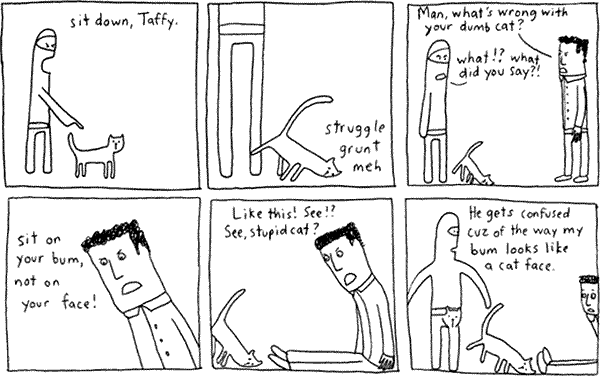 sit down, Taffy.
struggle
grunt
meh
Man, what's wrong with
your dumb cat?
what!? what
did you say?!
sit on
your bum,
not on
your face!
Like this! See!?
See, stupid cat?
He gets confused
cuz of the way my
bum looks like
a cat face.